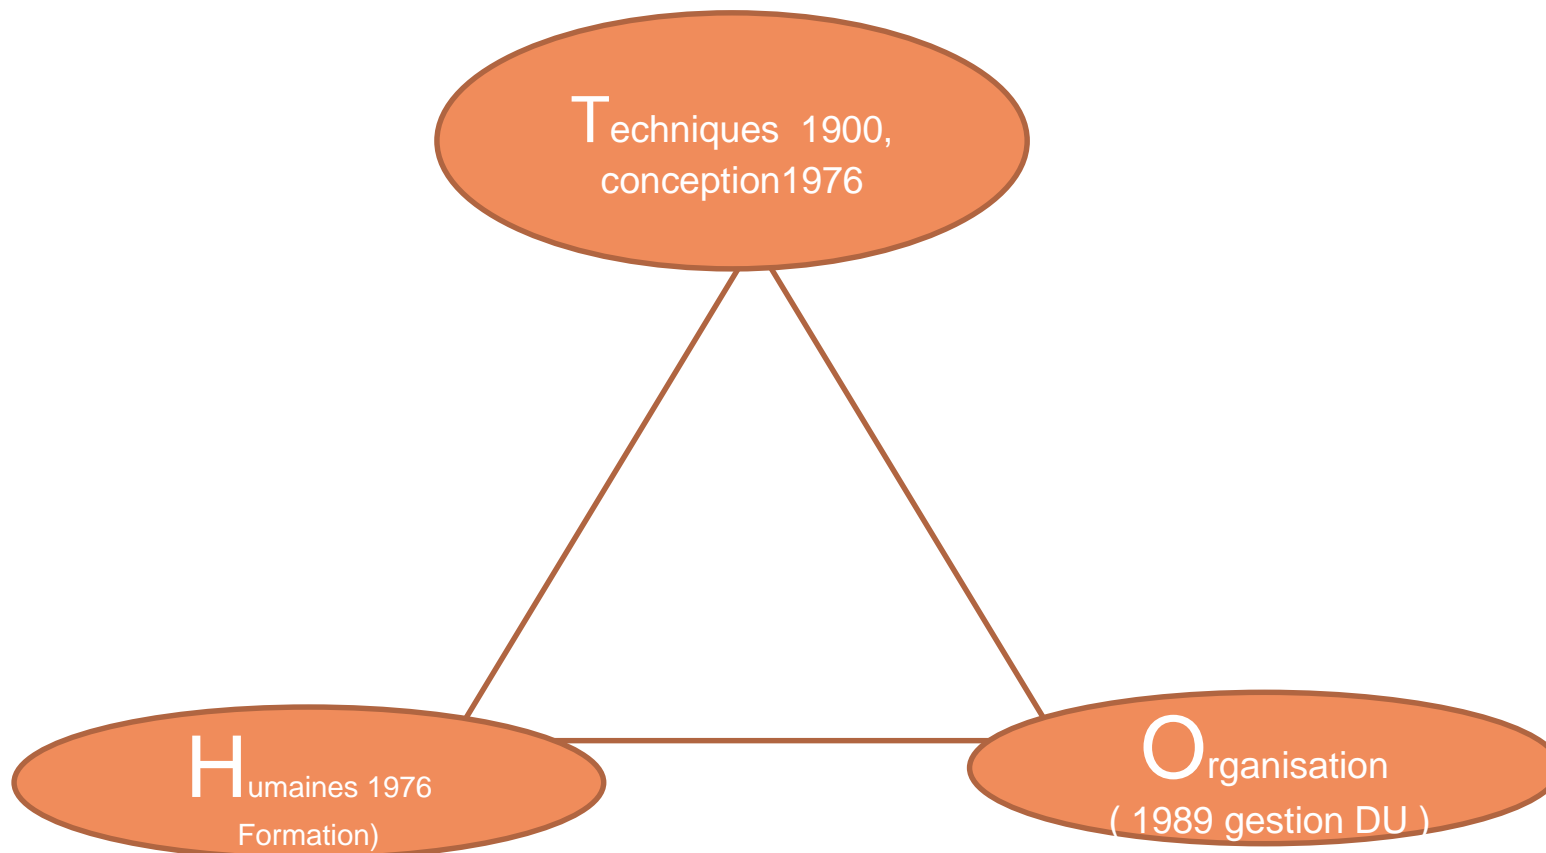 Techniques 1900,
conception1976
Humaines 1976
Formation)
Organisation
( 1989 gestion DU )